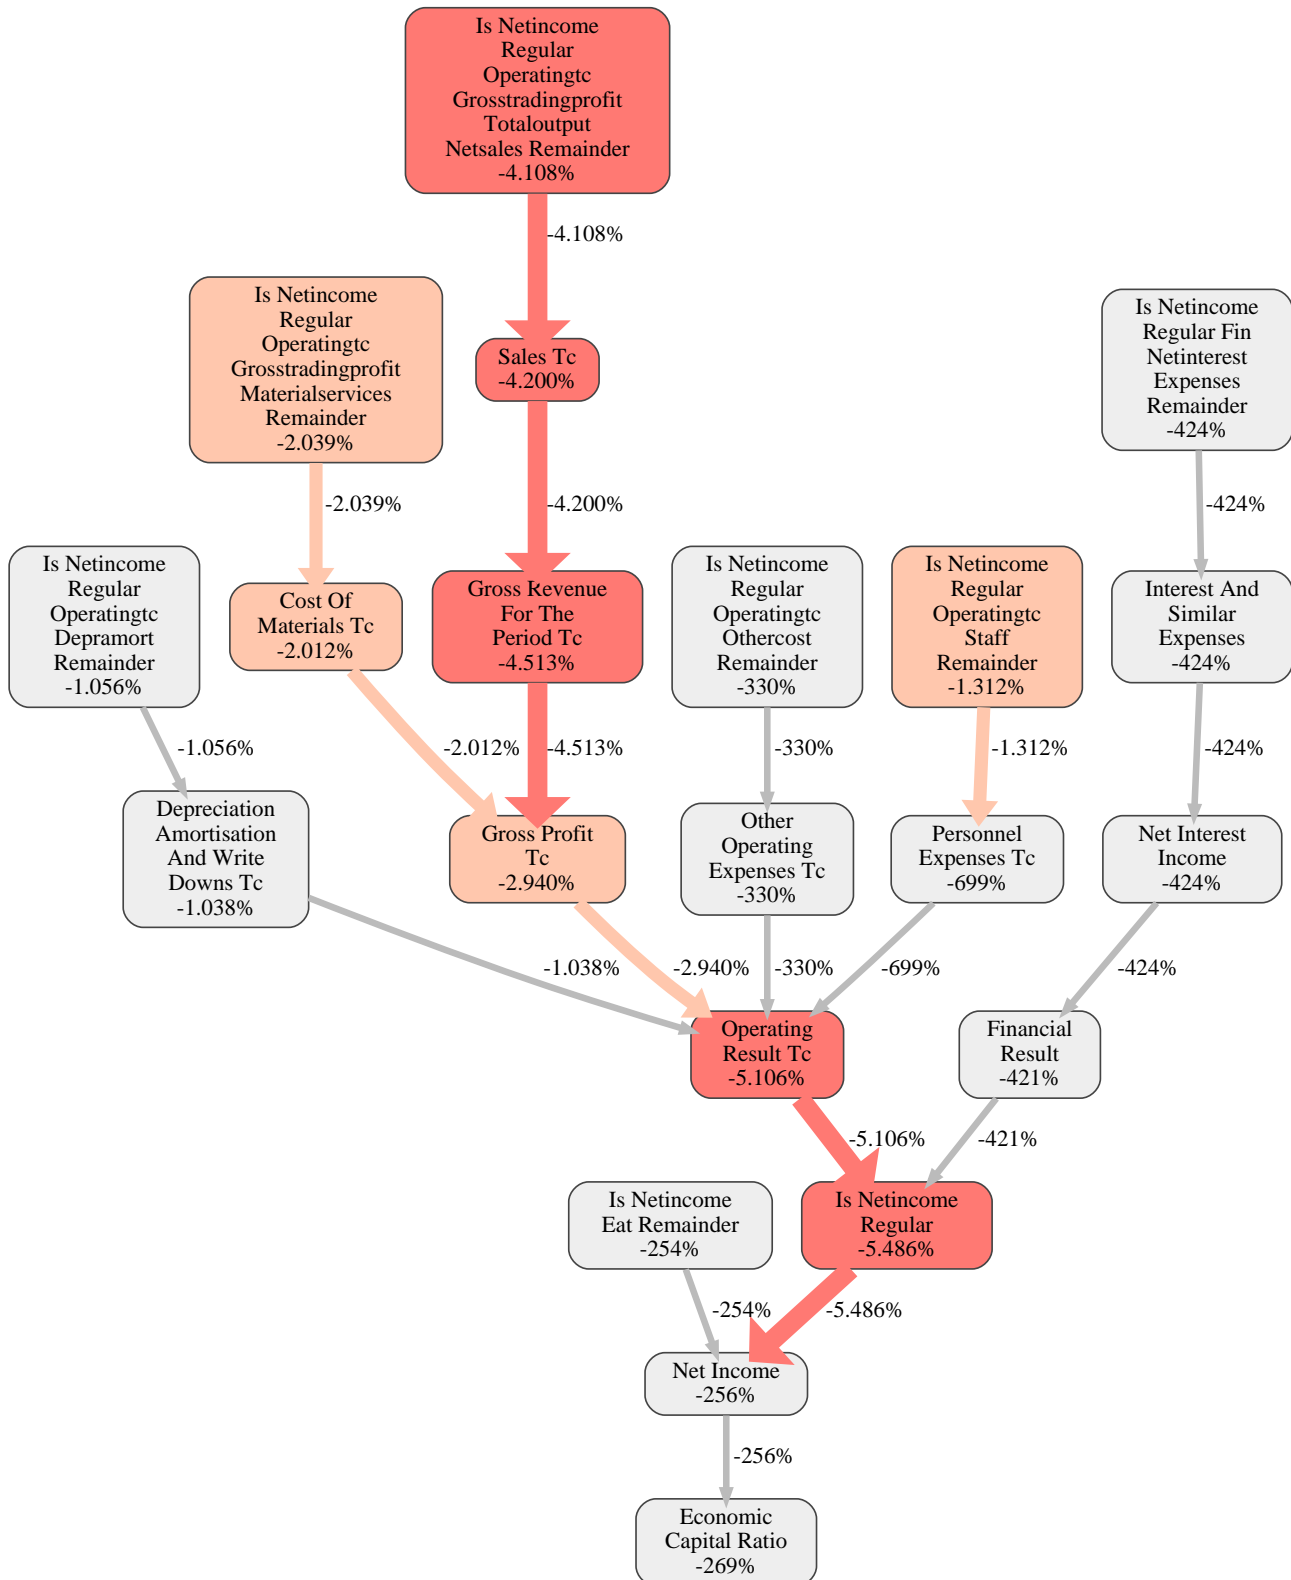 Is Netincome
Regular
Operatingtc
Grosstradingprofit
Totaloutput
Netsales Remainder
-4.108%
-4.108%
Is Netincome
Regular
Operatingtc
Grosstradingprofit
Materialservices
Remainder
-2.039%
Sales Tc
-4.200%
Is Netincome
Regular Fin
Netinterest
Expenses
Remainder
-424%
-2.039%
-4.200%
-424%
Is Netincome
Regular
Operatingtc
Depramort
Remainder
-1.056%
Cost Of
Materials Tc
-2.012%
Gross Revenue
For The
Period Tc
-4.513%
Is Netincome
Regular
Operatingtc
Othercost
Remainder
-330%
Is Netincome
Regular
Operatingtc
Staff
Remainder
-1.312%
Interest And
Similar
Expenses
-424%
-1.056%
-2.012%
-4.513%
-330%
-1.312%
-424%
Depreciation
Amortisation
And Write
Downs Tc
-1.038%
Gross Profit
Tc
-2.940%
Other
Operating
Expenses Tc
-330%
Personnel
Expenses Tc
-699%
Net Interest
Income
-424%
-1.038%
-2.940%
-330%
-699%
-424%
Operating
Result Tc
-5.106%
Financial
Result
-421%
-5.106%
-421%
Is Netincome
Eat Remainder
-254%
Is Netincome
Regular
-5.486%
-254%
-5.486%
Net Income
-256%
-256%
Economic
Capital Ratio
-269%